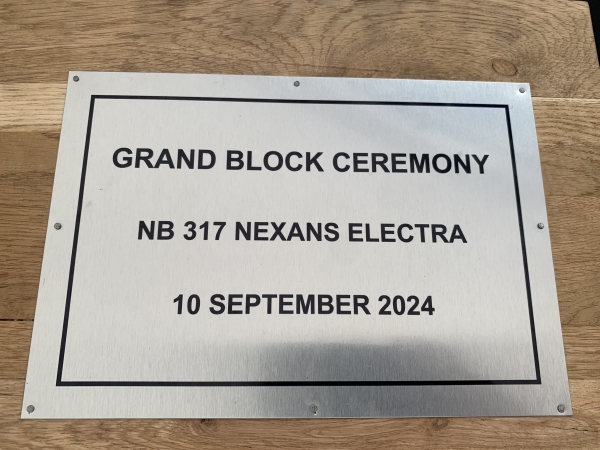 GRAND BLOCK CEREMONY
NB 317 NEXANS ELECTRA
10 SEPTEMBER 2024